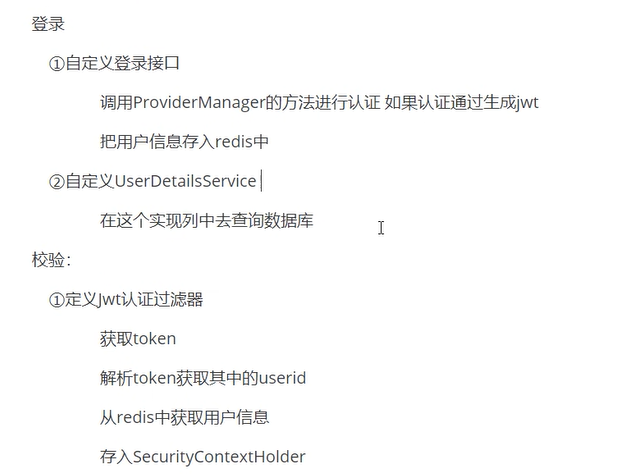 登录
①自定义登录接口
调用ProviderManager的方法进行认证 如果认证通过生成jwt
把用户信息存入redis中
②自定义UserDetailsService
在这个实现列中去查询数据库
校验：
①定义Jwt认证过滤器
获取token
解析token获取其中的userid
从redis中获取用户信息
存入SecurityContextHolder